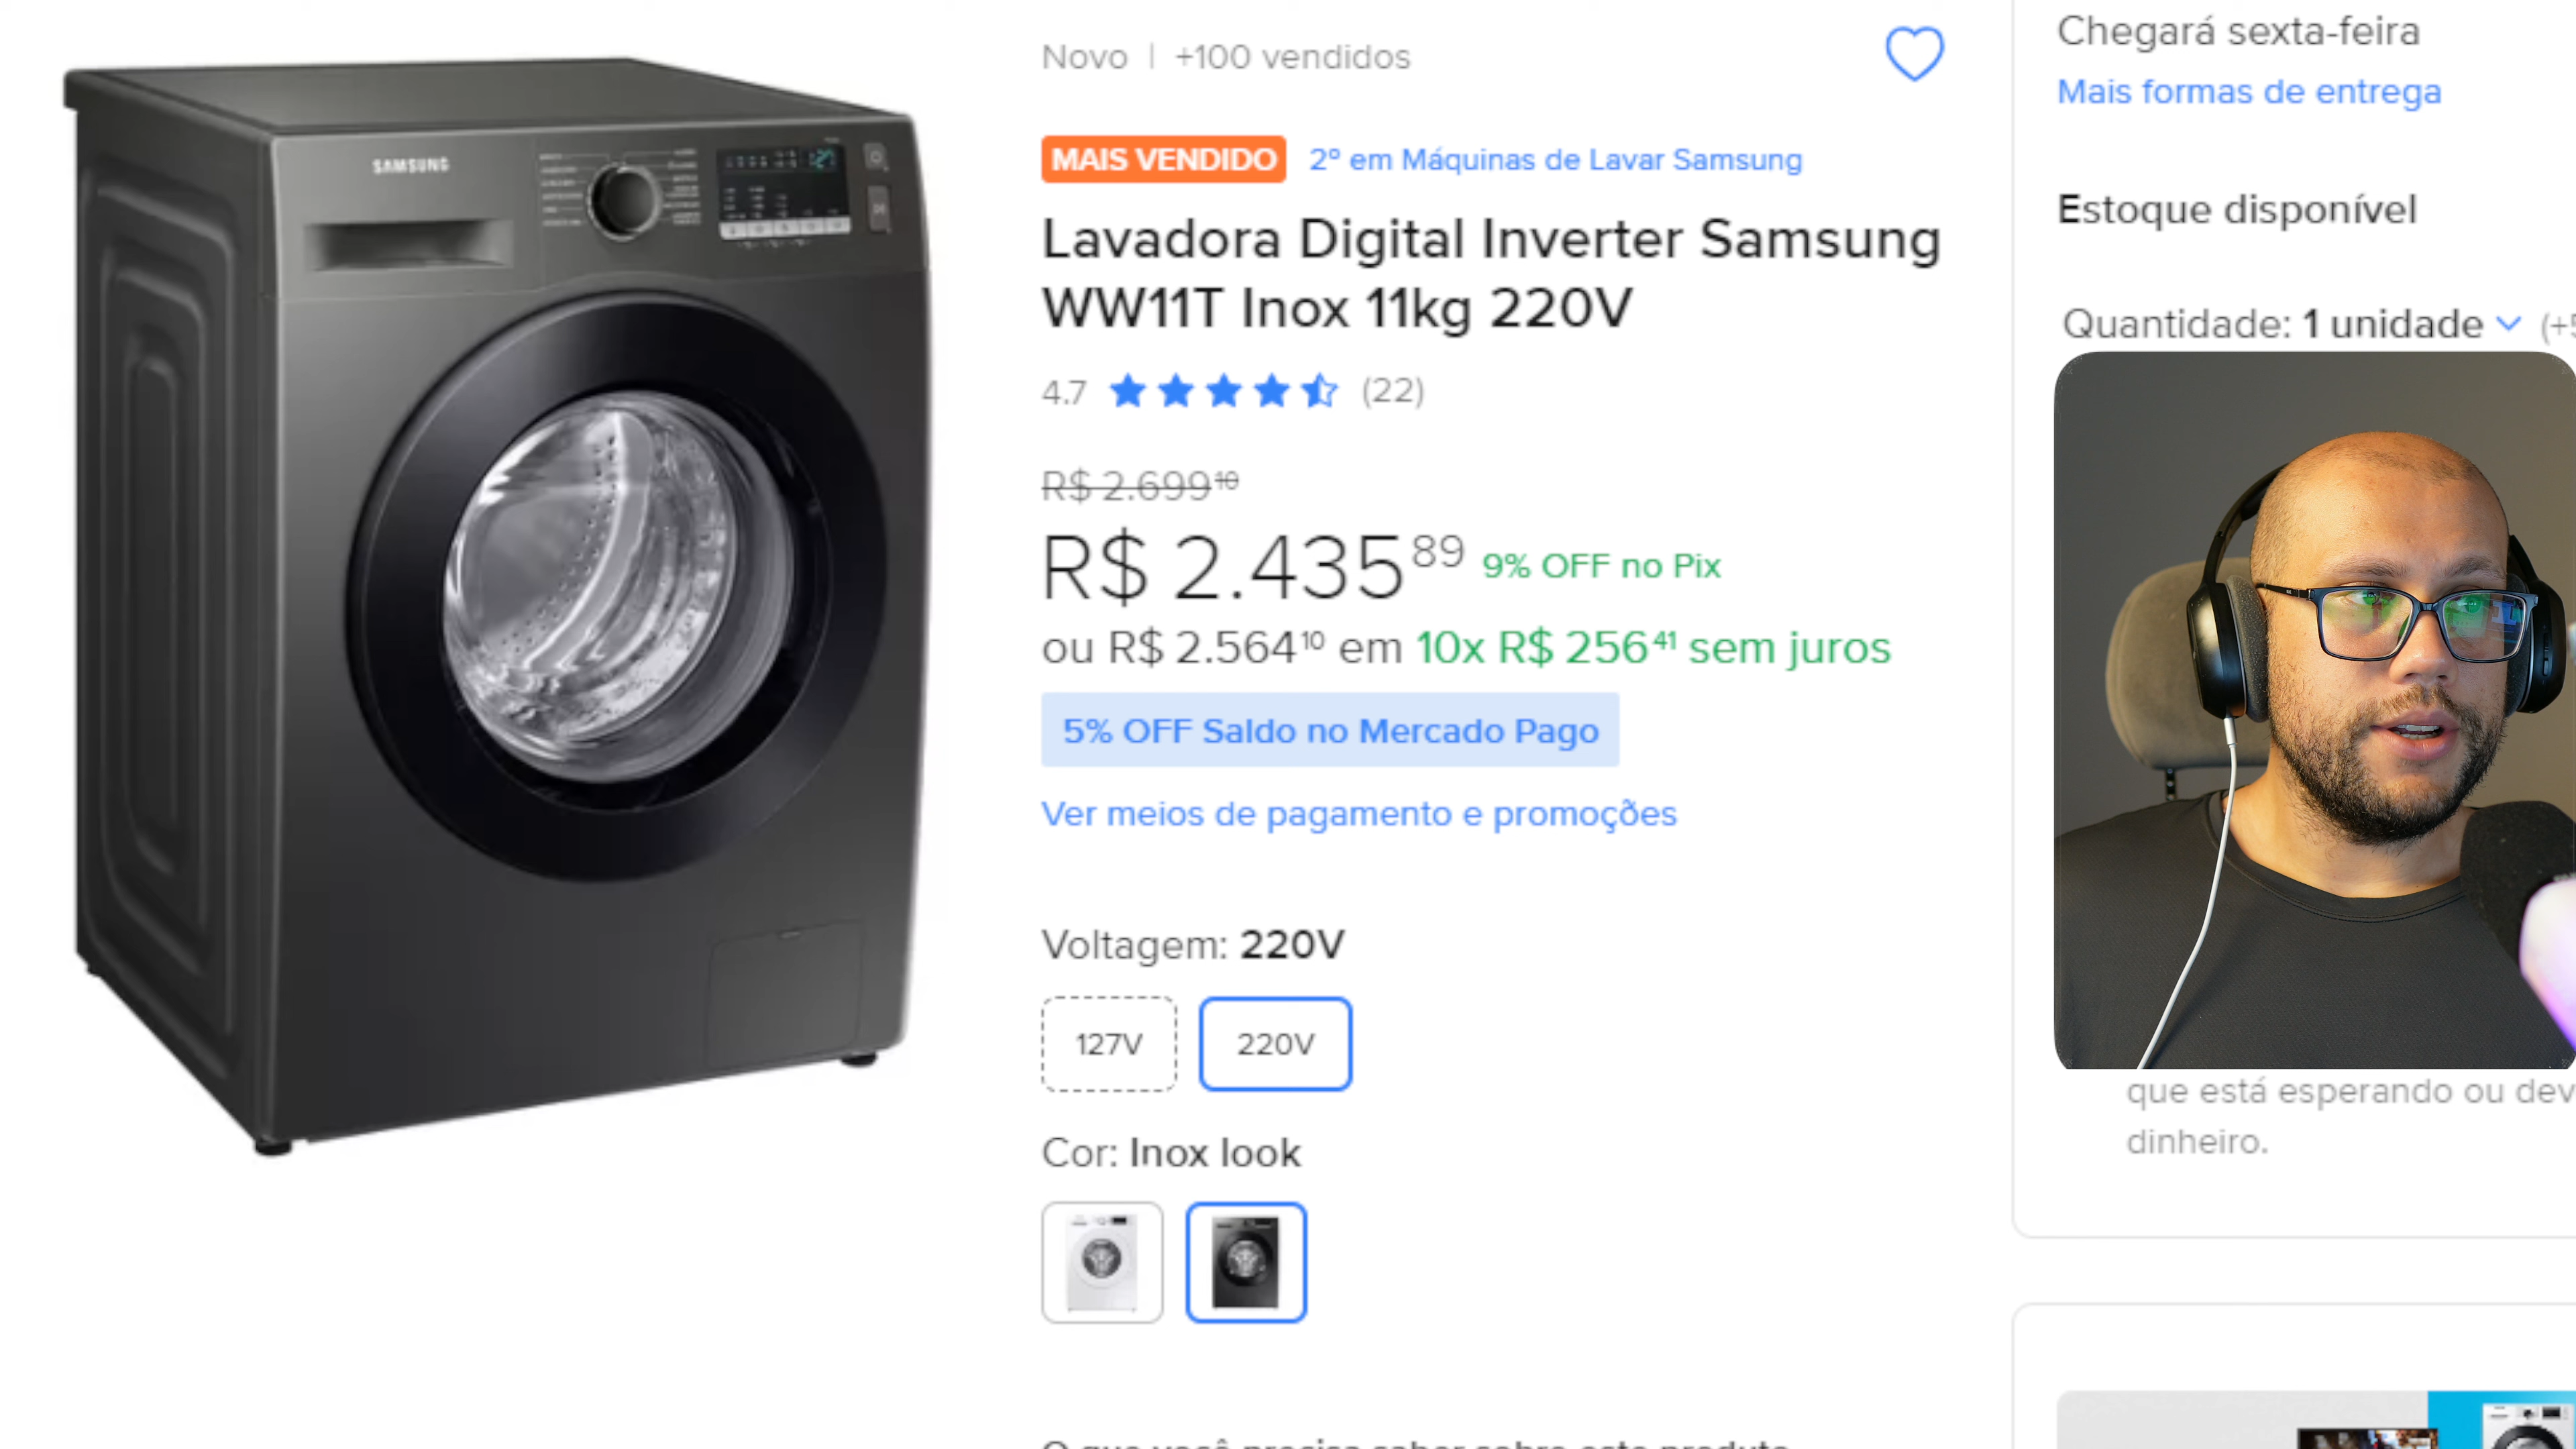 SAMSUNG
Novo | +100 vendidos
MAIS VENDIDO 2º em Máquinas de Lavar Samsung
Lavadora Digital Inverter Samsung
WW11T Inox 11kg 220V
4.7 (22)
R$ 2.699 10
R$ 2.435 89 9% OFF no Pix
ou R$ 2.564 10 em 10x R$ 256 41 sem juros
5% OFF Saldo no Mercado Pago
Ver meios de pagamento e promoções
Voltagem: 220V
127V 220V
Cor: Inox look
Chegará sexta-feira
Mais formas de entrega
Estoque disponível
Quantidade: 1 unidade (+5
que está esperando ou dev
dinheiro.